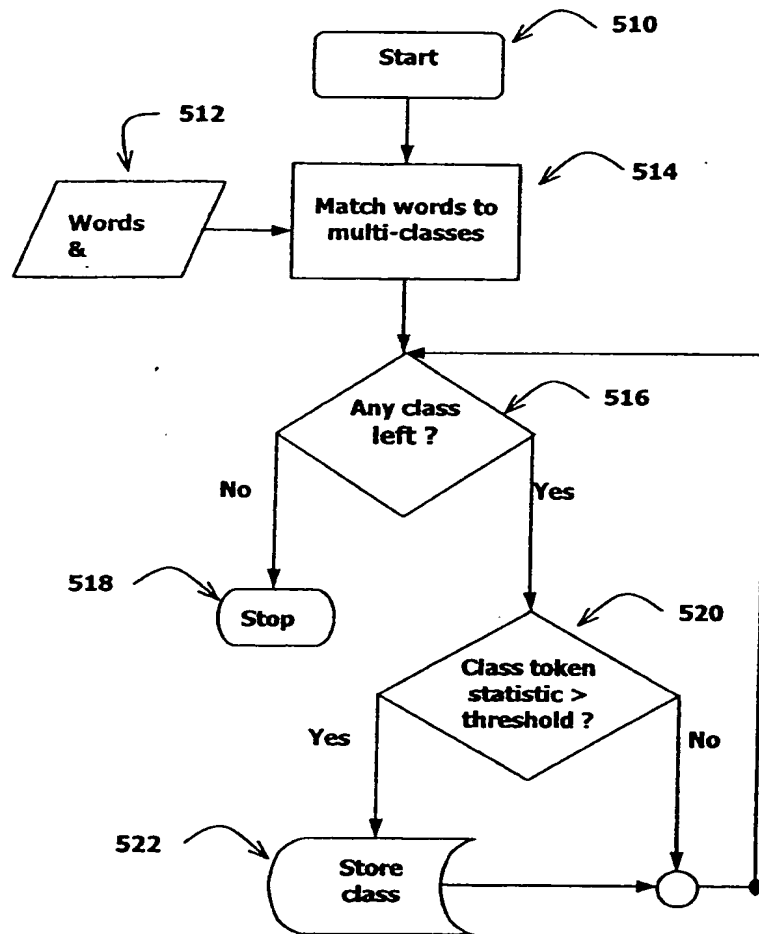 510
Start
512
514
Words
&
Match words to
multi-classes
516
Any class
left ?
No
Yes
518
Stop
520
Class token
statistic >
threshold ?
Yes
No
522
Store
class